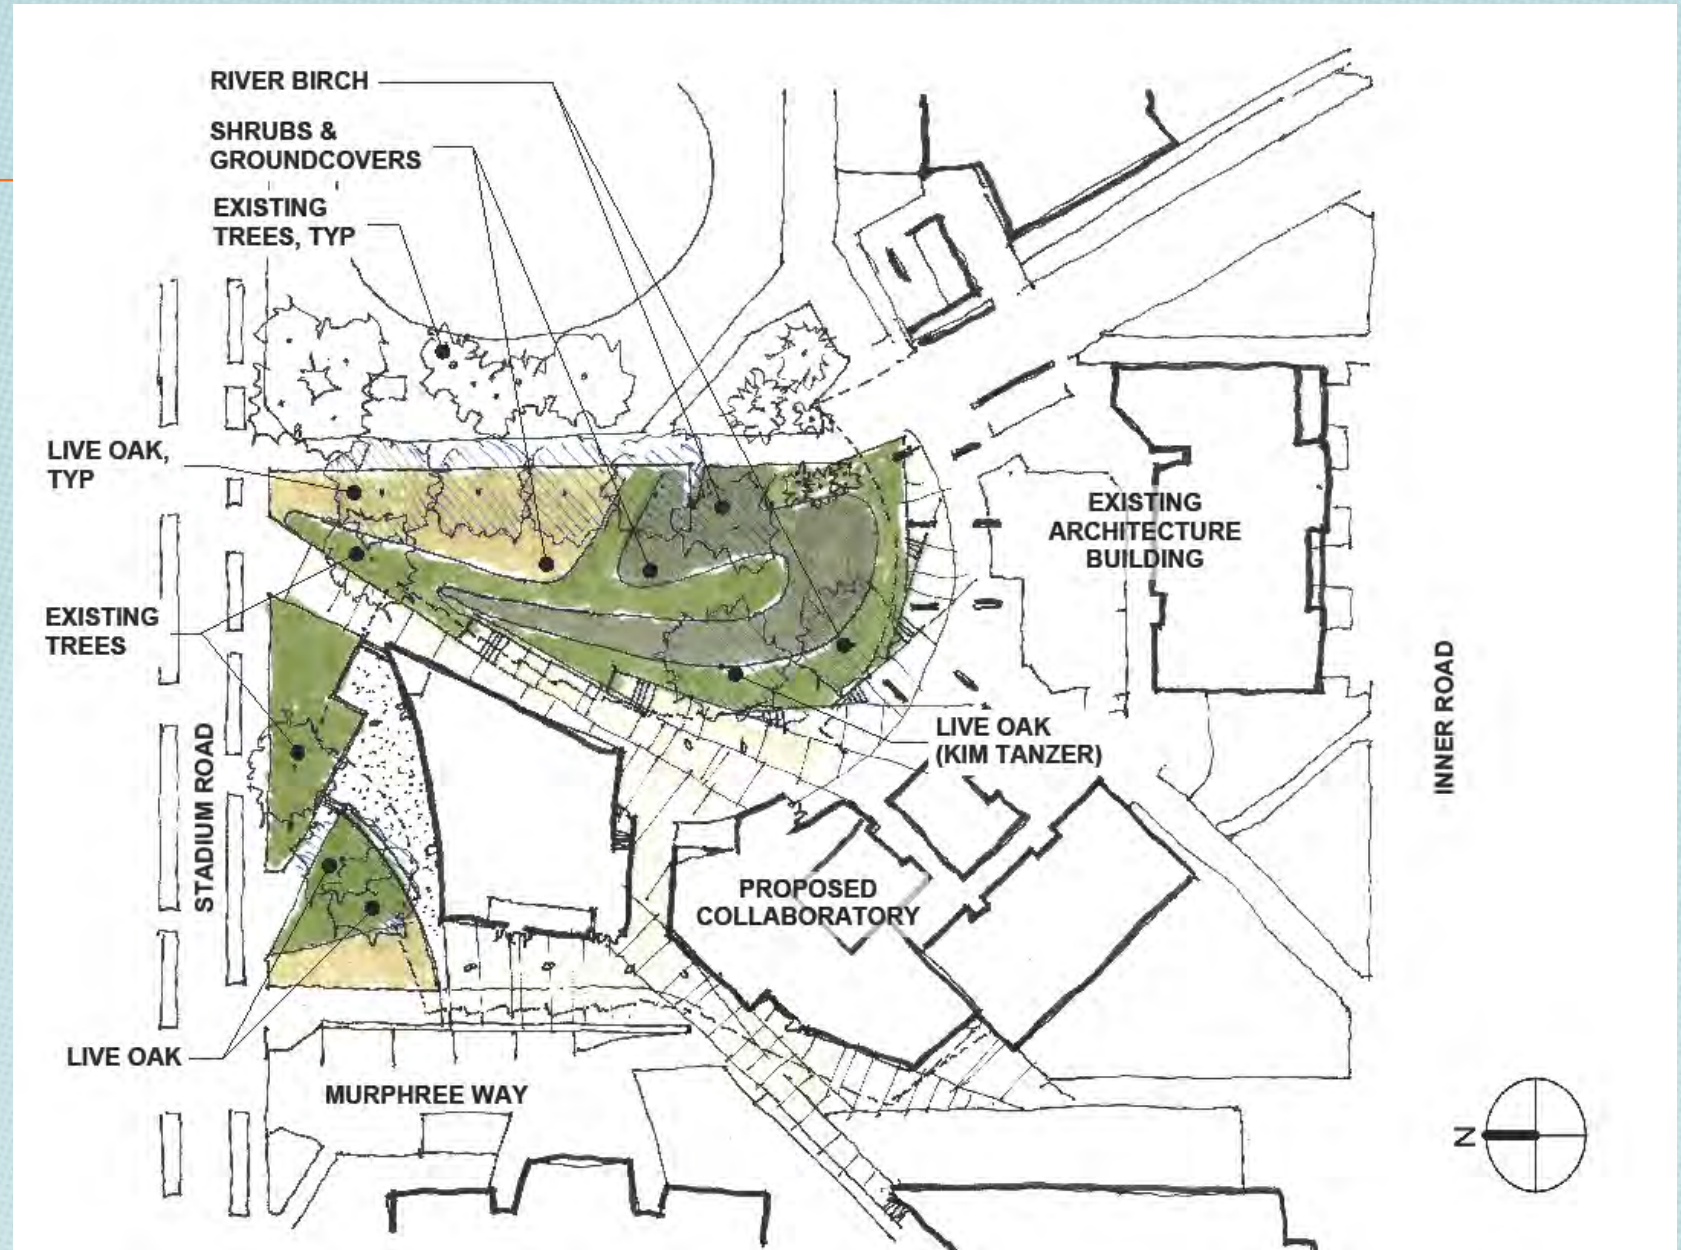 RIVER BIRCH
SHRUBS &
GROUNDCOVERS
EXISTING
TREES, TYP
LIVE OAK,
TYP
EXISTING
ARCHITECTURE
BUILDING
EXISTING
TREES
INNER ROAD
STADIUM ROAD
LIVE OAK
(KIM TANZER)
PROPOSED
COLLABORATORY
LIVE OAK
MURPHREE WAY
N